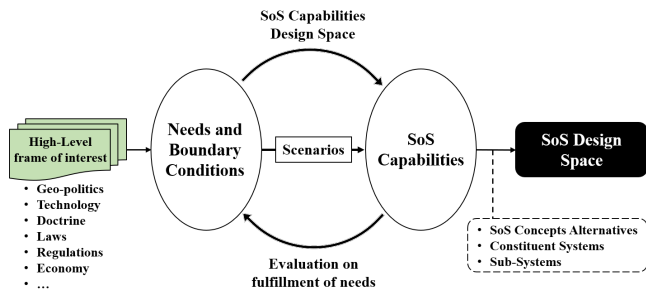 SoS Capabilities
Design Space
High-Level
frame of interest
Needs and
Boundary
Conditions
Scenarios
SoS
Capabilities
SoS Design
Space
• Geo-politics
• Technology
• Doctrine
• Laws
• Regulations
• Economy
• ...
• SoS Concepts Alternatives
• Constituent Systems
• Sub-Systems
Evaluation on
fulfillment of needs